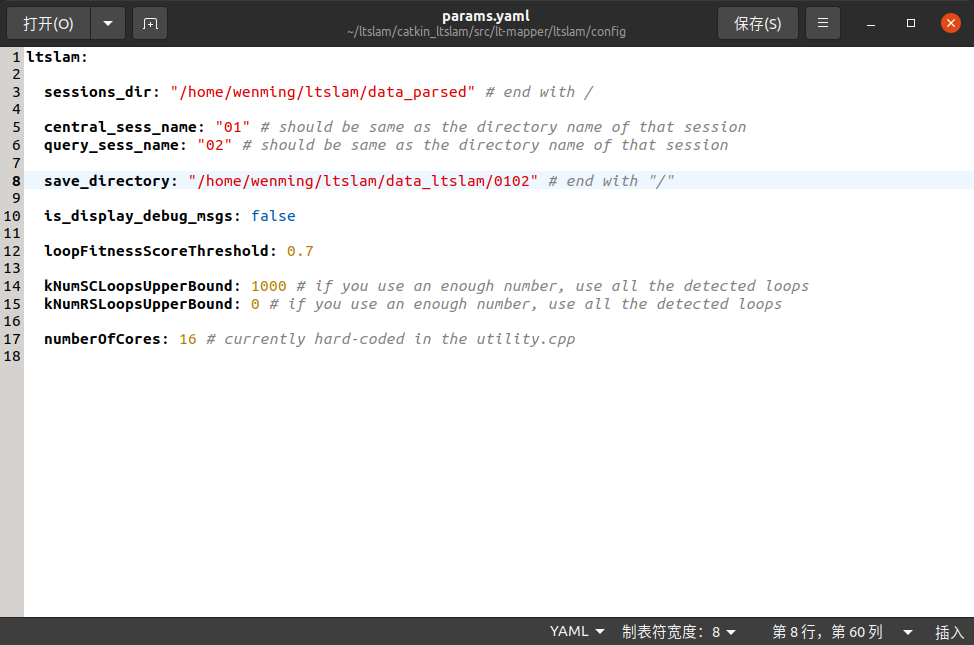 打开(O)
params.yaml
~/ltslam/catkin_ltslam/src/lt-mapper/ltslam/config
保存(S)
1 ltslam:
2
3 sessions_dir: "/home/wenming/ltslam/data_parsed" # end with /
4
5 central_sess_name: "01" # should be same as the directory name of that session
6 query_sess_name: "02" # should be same as the directory name of that session
7
8 save_directory: "/home/wenming/ltslam/data_ltslam/0102" # end with "/"
9
10 is_display_debug_msgs: false
11
12 loopFitnessScoreThreshold: 0.7
13
14 kNumSCLoopsUpperBound: 1000 # if you use an enough number, use all the detected loops
15 kNumRSLoopsUpperBound: 0 # if you use an enough number, use all the detected loops
16
17 numberOfCores: 16 # currently hard-coded in the utility.cpp
18
YAML 制表符宽度：8 第 8 行，第 60 列 插入